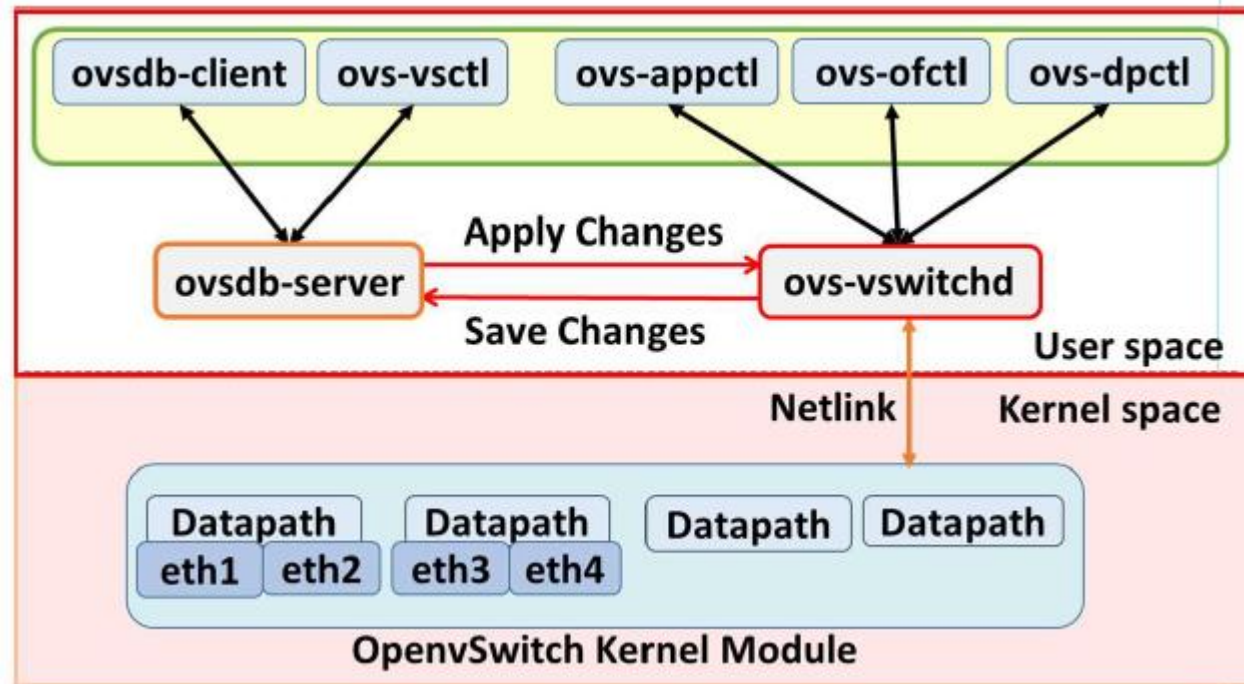 ovsdb-client
ovs-vsctl
ovs-appctl
ovs-ofctl
ovs-dpctl
Apply Changes
ovsdb-server
ovs-vswitchd
Save Changes
User space
Netlink
Kernel space
Datapath
Datapath
Datapath
Datapath
eth1
eth2
eth3
eth4
OpenvSwitch Kernel Module